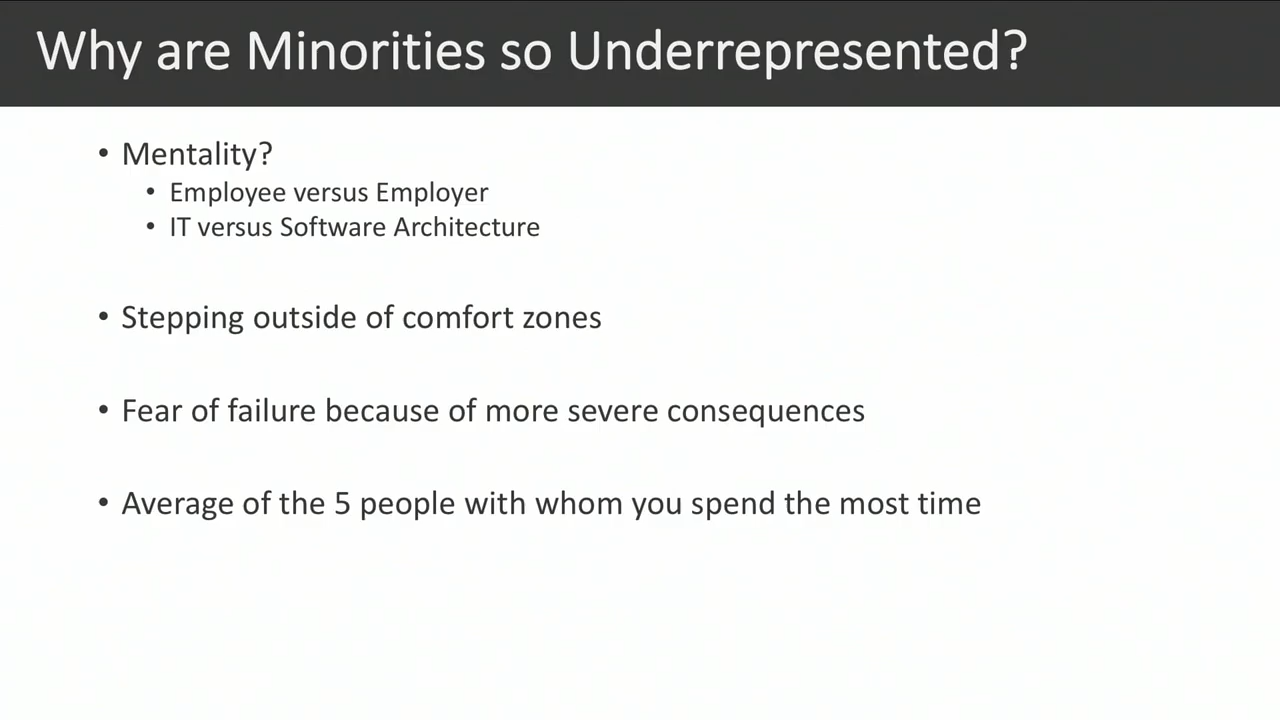 Why are Minorities so Underrepresented?
• Mentality?
• Employee versus Employer
• IT versus Software Architecture
• Stepping outside of comfort zones
• Fear of failure because of more severe consequences
• Average of the 5 people with whom you spend the most time